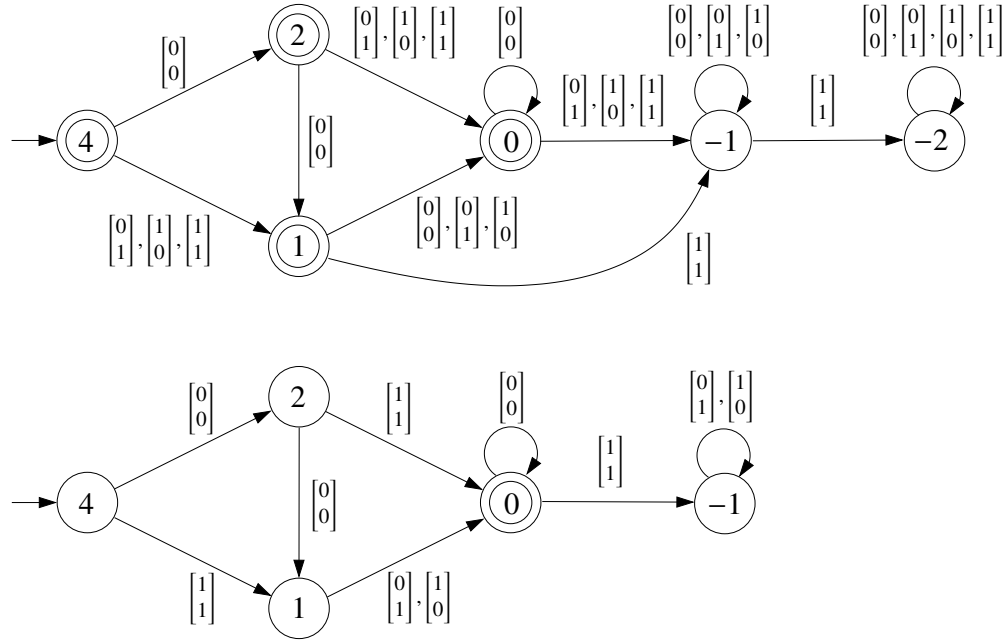 [0 0]
2
[0 1], [1 0], [1 1]
[0 0]
[0 0], [0 1], [1 0]
[0 0], [0 1], [1 0], [1 1]
4
[0 0]
0
[0 1], [1 0], [1 1]
−1
[1 1]
−2
[0 1], [1 0], [1 1]
1
[0 0], [0 1], [1 0]
[1 1]
[0 0]
2
[1 1]
[0 0]
[0 1], [1 0]
4
[0 0]
0
[1 1]
−1
[1 1]
1
[0 1], [1 0]